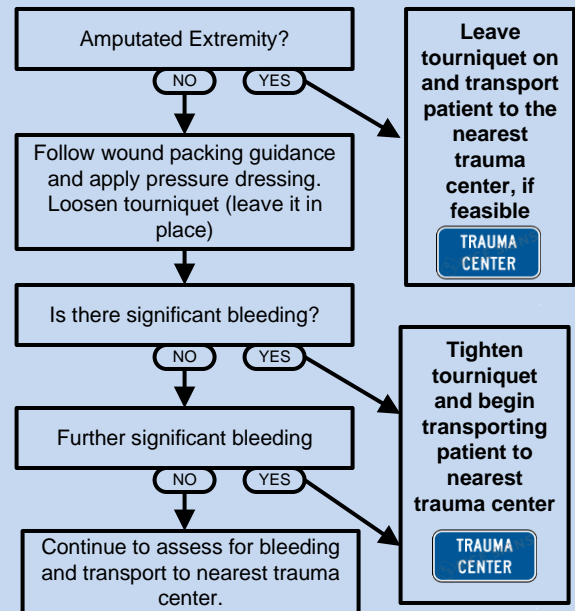 Amputated Extremity?
NO
YES
Leave
tourniquet on
and transport
patient to the
nearest
trauma
center, if
feasible
TRAUMA
CENTER
Follow wound packing guidance
and apply pressure dressing.
Loosen tourniquet (leave it in
place)
Is there significant bleeding?
NO
YES
Tighten
tourniquet
and begin
transporting
patient to
nearest
trauma center
TRAUMA
CENTER
Further significant bleeding
NO
YES
Continue to assess for bleeding
and transport to nearest trauma
center.